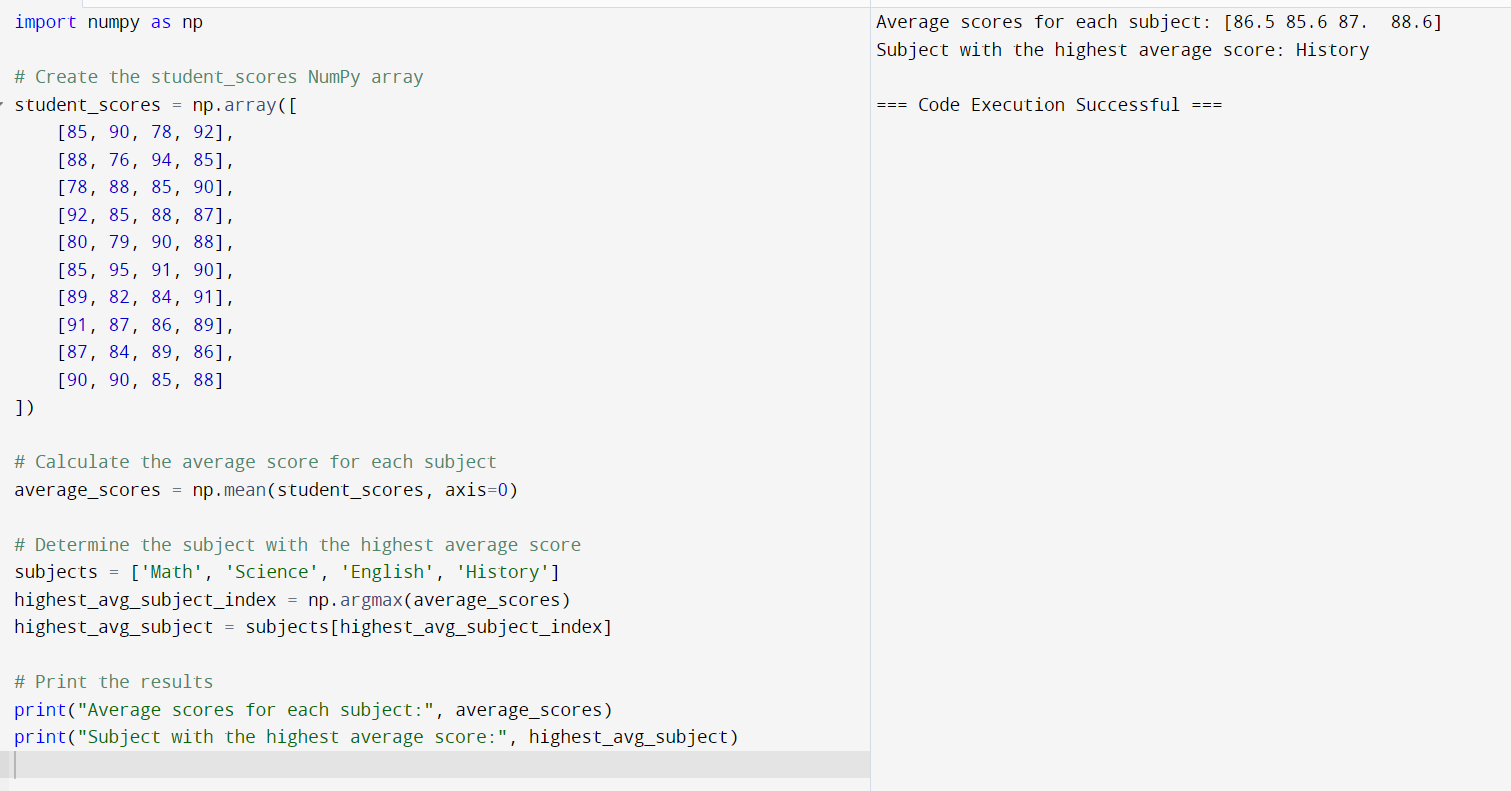 import numpy as np
# Create the student_scores NumPy array
student_scores = np.array([
    [85, 90, 78, 92],
    [88, 76, 94, 85],
    [78, 88, 85, 90],
    [92, 85, 88, 87],
    [80, 79, 90, 88],
    [85, 95, 91, 90],
    [89, 82, 84, 91],
    [91, 87, 86, 89],
    [87, 84, 89, 86],
    [90, 90, 85, 88]
])
# Calculate the average score for each subject
average_scores = np.mean(student_scores, axis=0)
# Determine the subject with the highest average score
subjects = ['Math', 'Science', 'English', 'History']
highest_avg_subject_index = np.argmax(average_scores)
highest_avg_subject = subjects[highest_avg_subject_index]
# Print the results
print("Average scores for each subject:", average_scores)
print("Subject with the highest average score:", highest_avg_subject)
Average scores for each subject: [86.5 85.6 87.  88.6]
Subject with the highest average score: History
=== Code Execution Successful ===